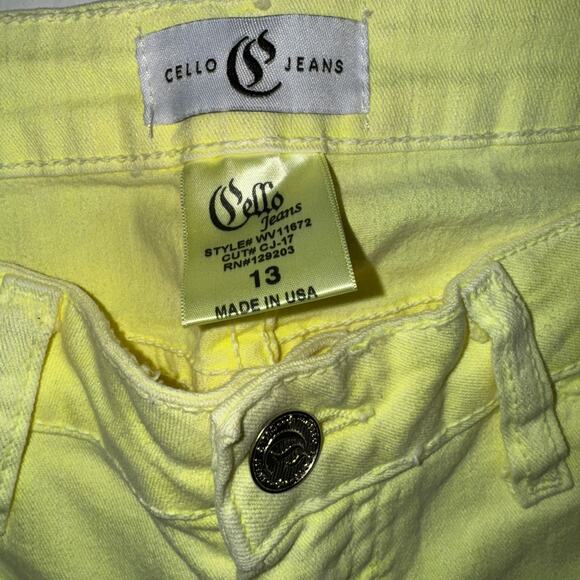 CELLO JEANS
Cello
Jeans
STYLE# WV11672
CUT# CJ-17
RN#129203
13
MADE IN USA